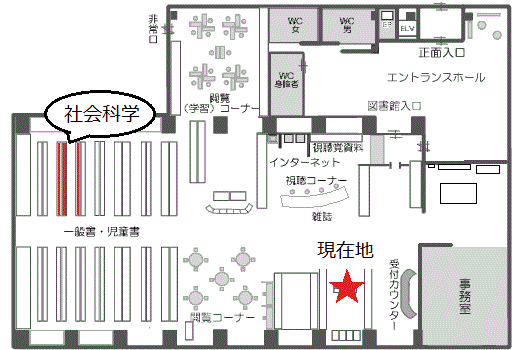 非常口
WC
女
WC
男
EB
ELV
正面入口
閲覧
(学習)コーナー
WC
身障者
エントランスホール
図書館入口
社会科学
視聴覚資料
インターネット
視聴コーナー
雑誌
一般書・児童書
現在地
受付カウンター
事務室
閲覧コーナー